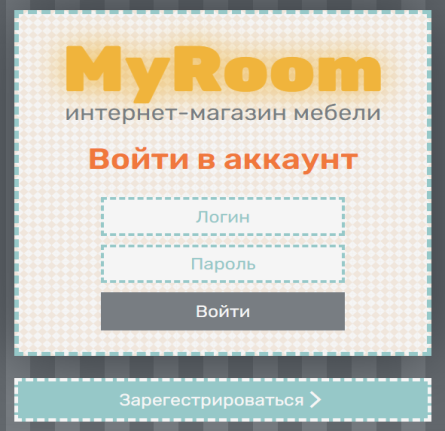 MyRoom
интернет-магазин мебели
Войти в аккаунт
Логин
Пароль
Войти
Зарегестрироваться